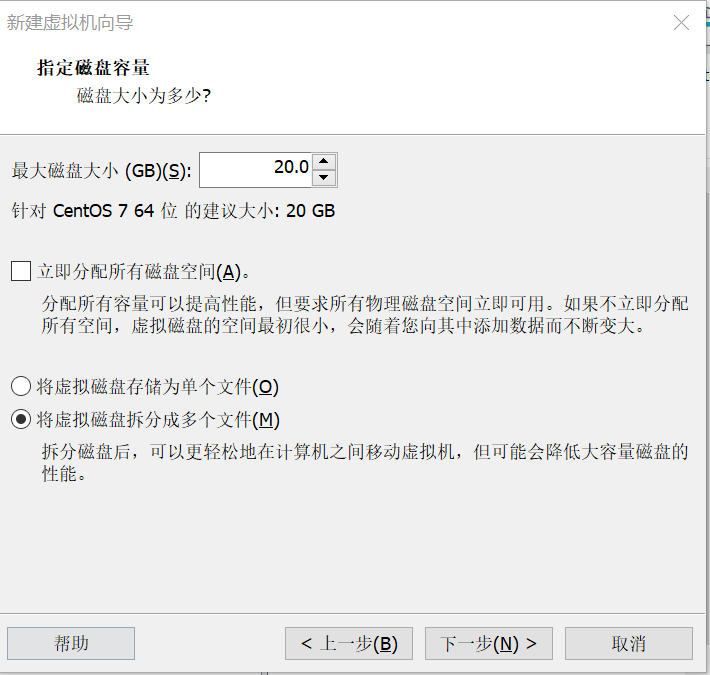 新建虚拟机向导
指定磁盘容量
磁盘大小为多少?
最大磁盘大小 (GB)(S): 20.0
针对 CentOS 7 64 位 的建议大小: 20 GB
立即分配所有磁盘空间(A)。
分配所有容量可以提高性能，但要求所有物理磁盘空间立即可用。如果不立即分配
所有空间，虚拟磁盘的空间最初很小，会随着您向其中添加数据而不断变大。
将虚拟磁盘存储为单个文件(O)
将虚拟磁盘拆分成多个文件(M)
拆分磁盘后，可以更轻松地在计算机之间移动虚拟机，但可能会降低大容量磁盘的
性能。
帮助 < 上一步(B) 下一步(N) > 取消